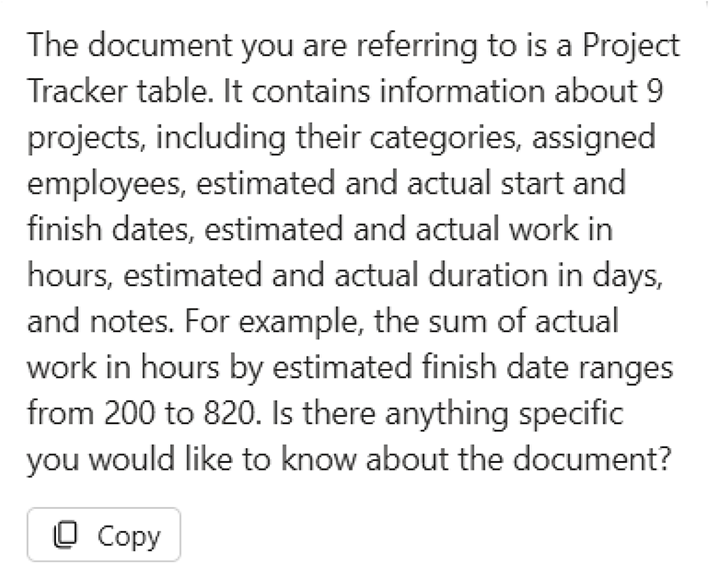 The document you are referring to is a Project
Tracker table. It contains information about 9
projects, including their categories, assigned
employees, estimated and actual start and
finish dates, estimated and actual work in
hours, estimated and actual duration in days,
and notes. For example, the sum of actual
work in hours by estimated finish date ranges
from 200 to 820. Is there anything specific
you would like to know about the document?
Copy